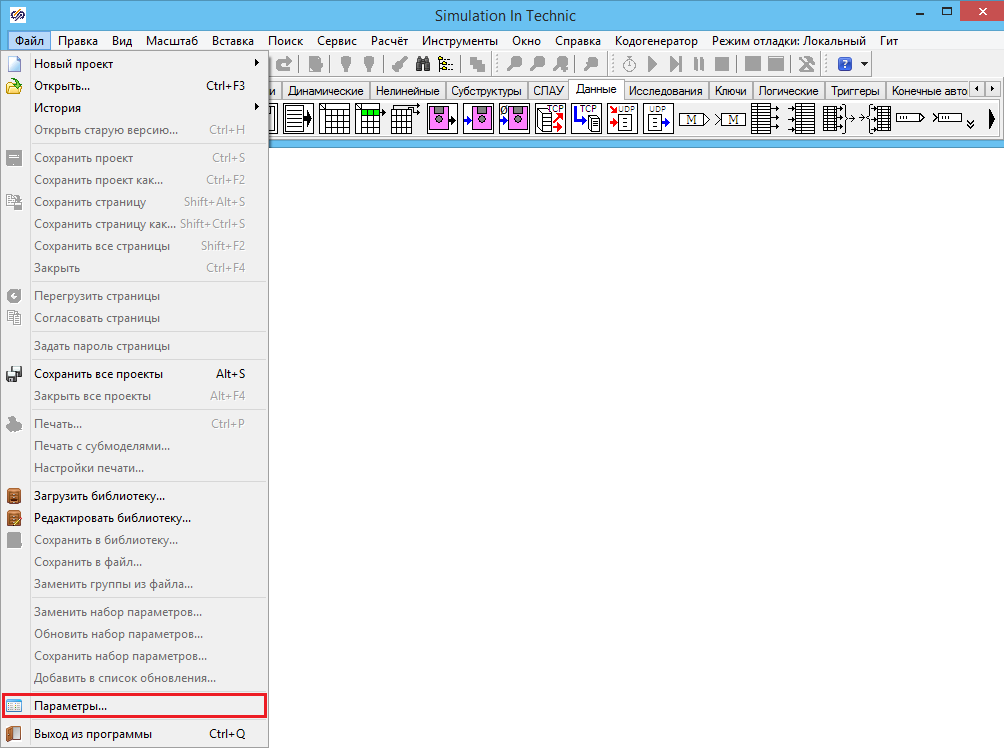 Simulation In Technic
Файл Правка Вид Масштаб Вставка Поиск Сервис Расчёт Инструменты Окно Справка Кодогенератор Режим отладки: Локальный Гит
Новый проект
Открыть... Ctrl+F3
История
Открыть старую версию... Ctrl+H
Сохранить проект Ctrl+S
Сохранить проект как... Ctrl+F2
Сохранить страницу Shift+Alt+S
Сохранить страницу как... Shift+Ctrl+S
Сохранить все страницы Shift+F2
Закрыть Ctrl+F4
Перегрузить страницы
Согласовать страницы
Задать пароль страницы
Сохранить все проекты Alt+S
Закрыть все проекты Alt+F4
Печать... Ctrl+P
Печать с субмоделями...
Настройки печати...
Загрузить библиотеку...
Редактировать библиотеку...
Сохранить в библиотеку...
Сохранить в файл...
Заменить группы из файла...
Заменить набор параметров...
Обновить набор параметров...
Сохранить набор параметров...
Добавить в список обновления...
Параметры...
Выход из программы Ctrl+Q
и Динамические Нелинейные Субструктуры СПАУ Данные Исследования Ключи Логические Триггеры Конечные авто
TCP TCP UDP UDP M M